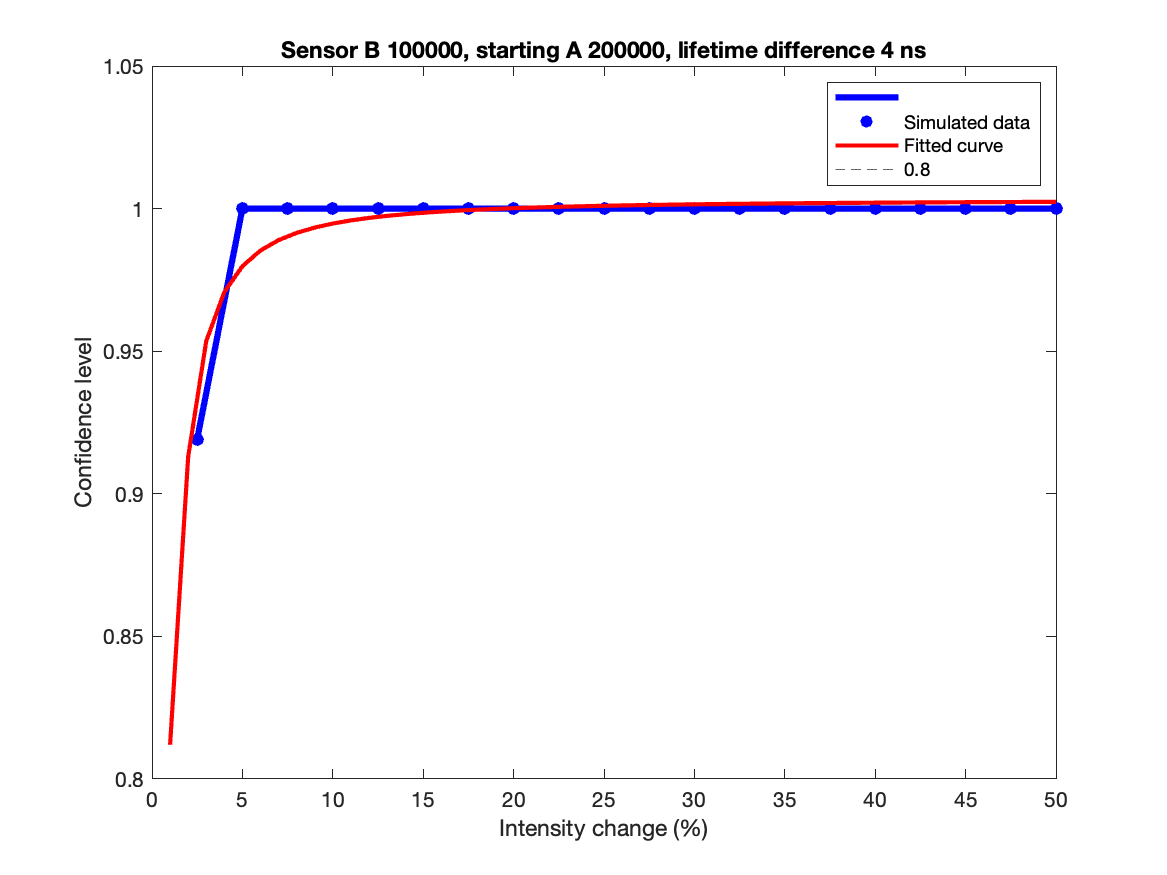 Sensor B 100000, starting A 200000, lifetime difference 4 ns
1.05
1
0.95
0.9
0.85
0.8
Confidence level
Simulated data
Fitted curve
0.8
0 5 10 15 20 25 30 35 40 45 50
Intensity change (%)